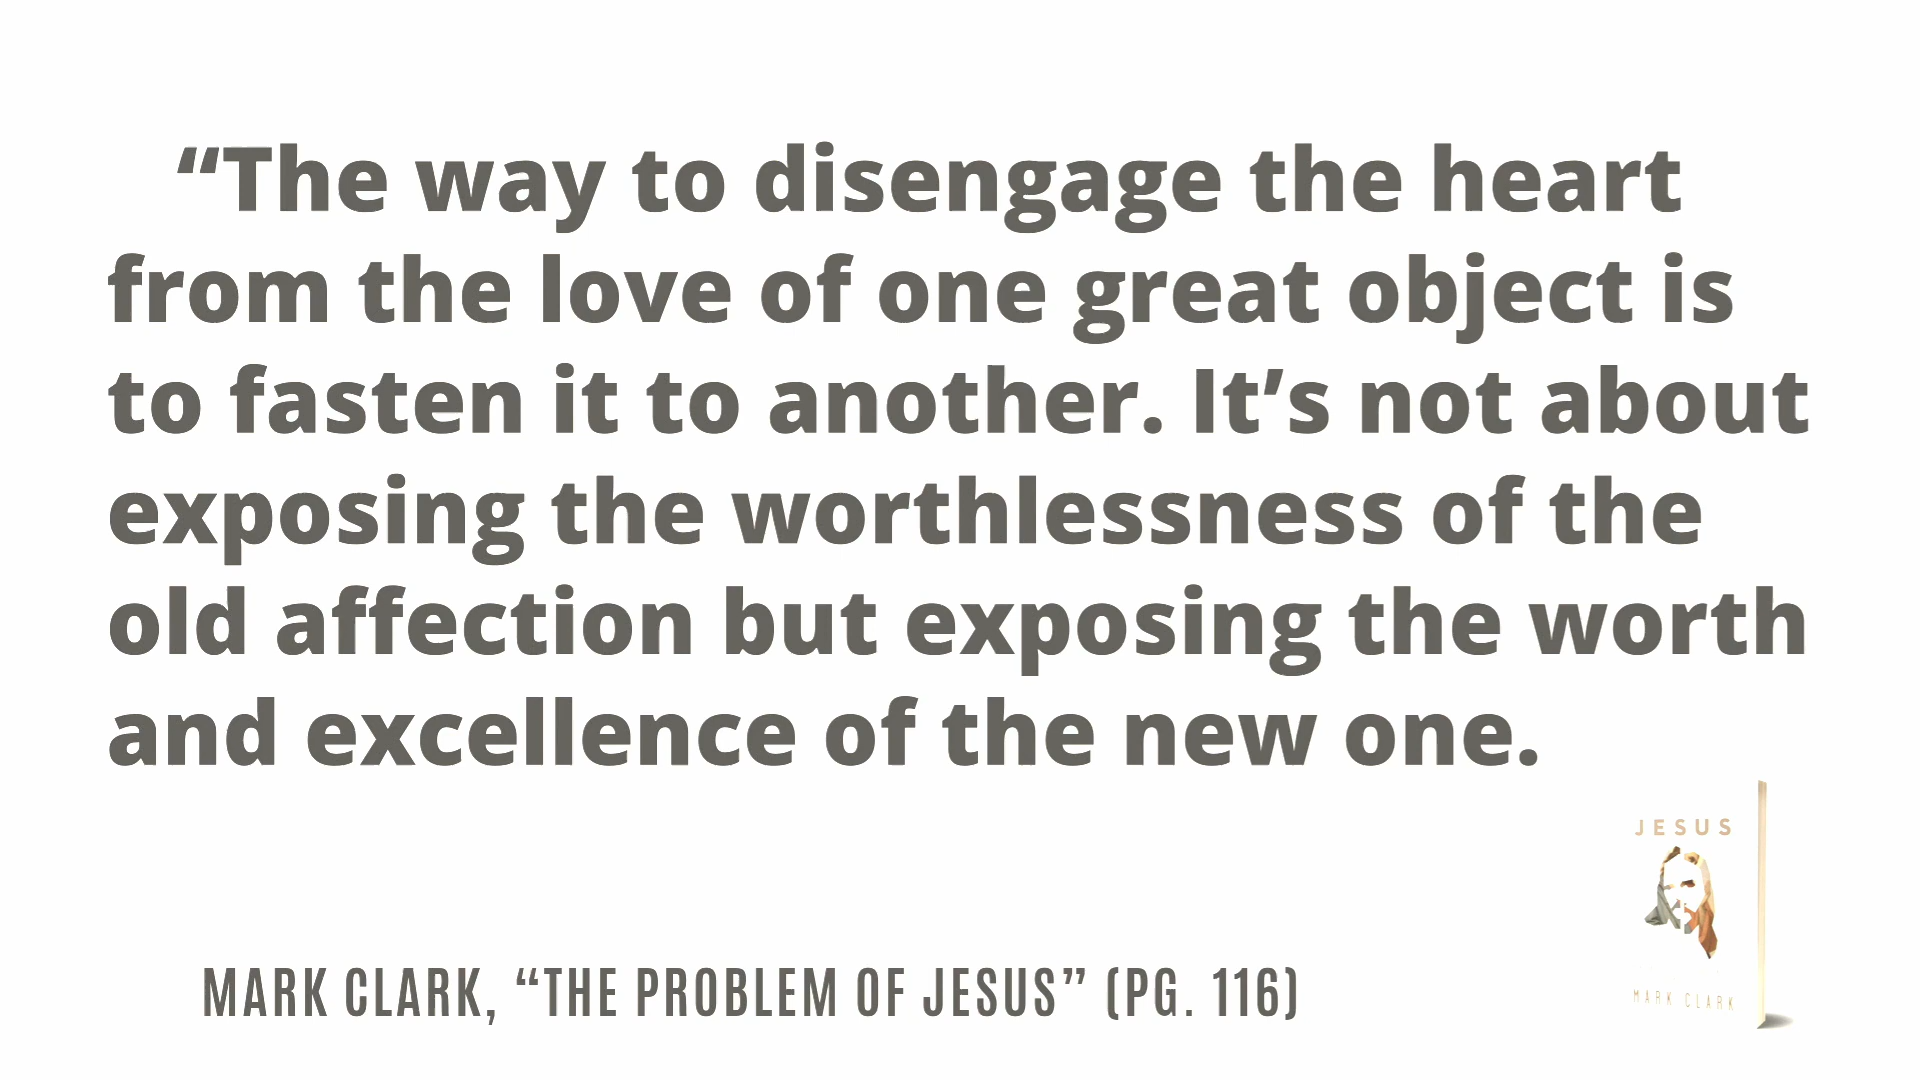 “The way to disengage the heart
from the love of one great object is
to fasten it to another. It’s not about
exposing the worthlessness of the
old affection but exposing the worth
and excellence of the new one.
JESUS
MARK CLARK
MARK CLARK, “THE PROBLEM OF JESUS” (PG. 116)